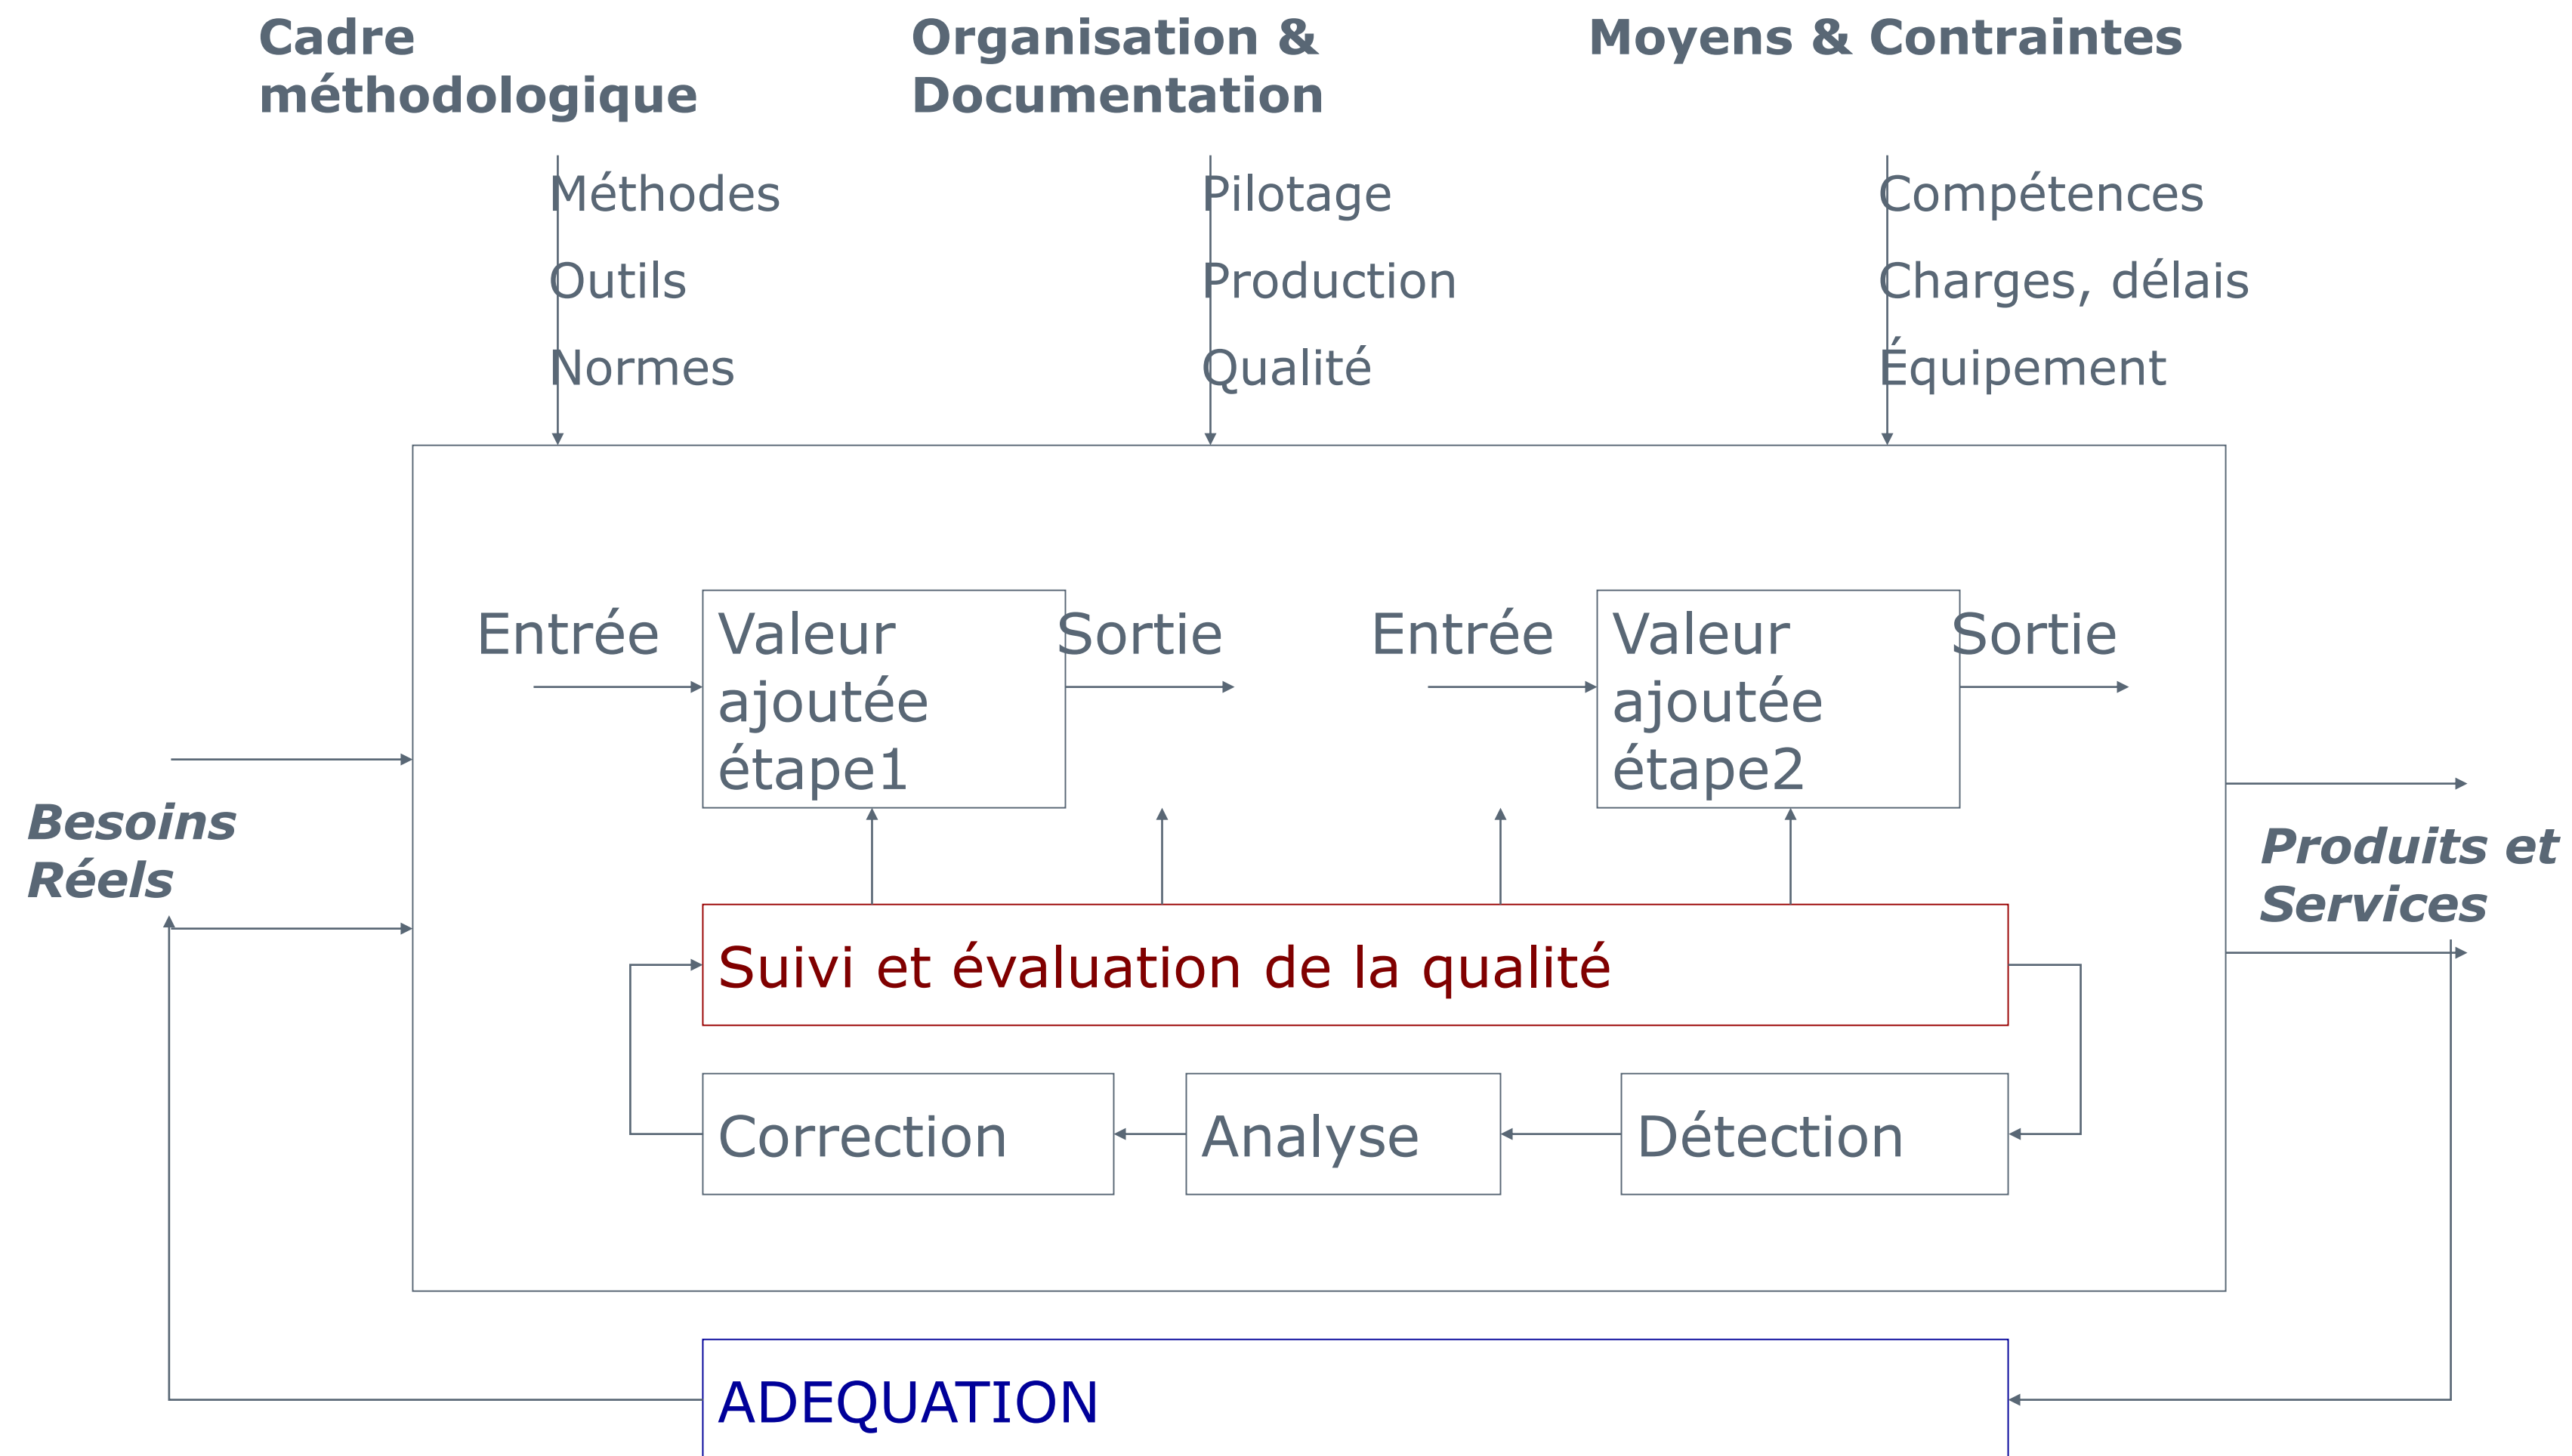 Cadre
méthodologique
Organisation &
Documentation
Moyens & Contraintes
Méthodes
Outils
Normes
Pilotage
Production
Qualité
Compétences
Charges, délais
Équipement
Entrée
Valeur
ajoutée
étape1
Sortie
Entrée
Valeur
ajoutée
étape2
Sortie
Besoins
Réels
Produits et
Services
Suivi et évaluation de la qualité
Correction
Analyse
Détection
ADEQUATION